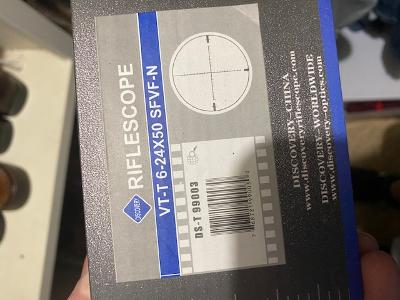 DISCOVERY
RIFLESCOPE
VT-T 6-24X50 SFVF-N
DS-T 99003
DISCOVERY-CHINA
www.discoveryriflescope.com
DISCOVERY-WORLDWIDE
www.discovery-optics.com